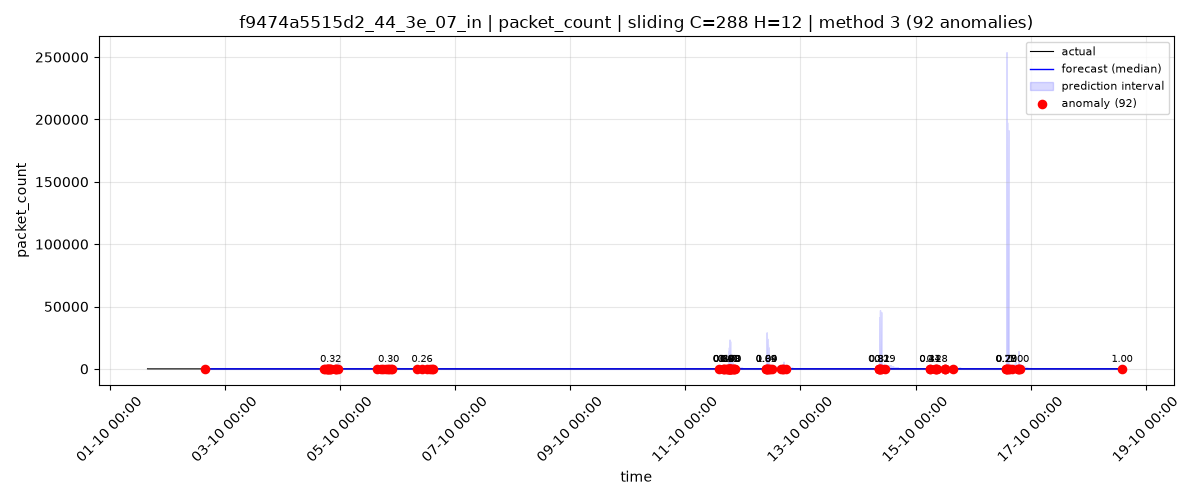 f9474a5515d2_44_3e_07_in | packet_count | sliding C=288 H=12 | method 3 (92 anomalies)
actual
forecast (median)
prediction interval
anomaly (92)
packet_count
250000
200000
150000
100000
50000
0
0.32
0.30
0.26
1.00
01-10 00:00
03-10 00:00
05-10 00:00
07-10 00:00
09-10 00:00
11-10 00:00
13-10 00:00
15-10 00:00
17-10 00:00
19-10 00:00
time